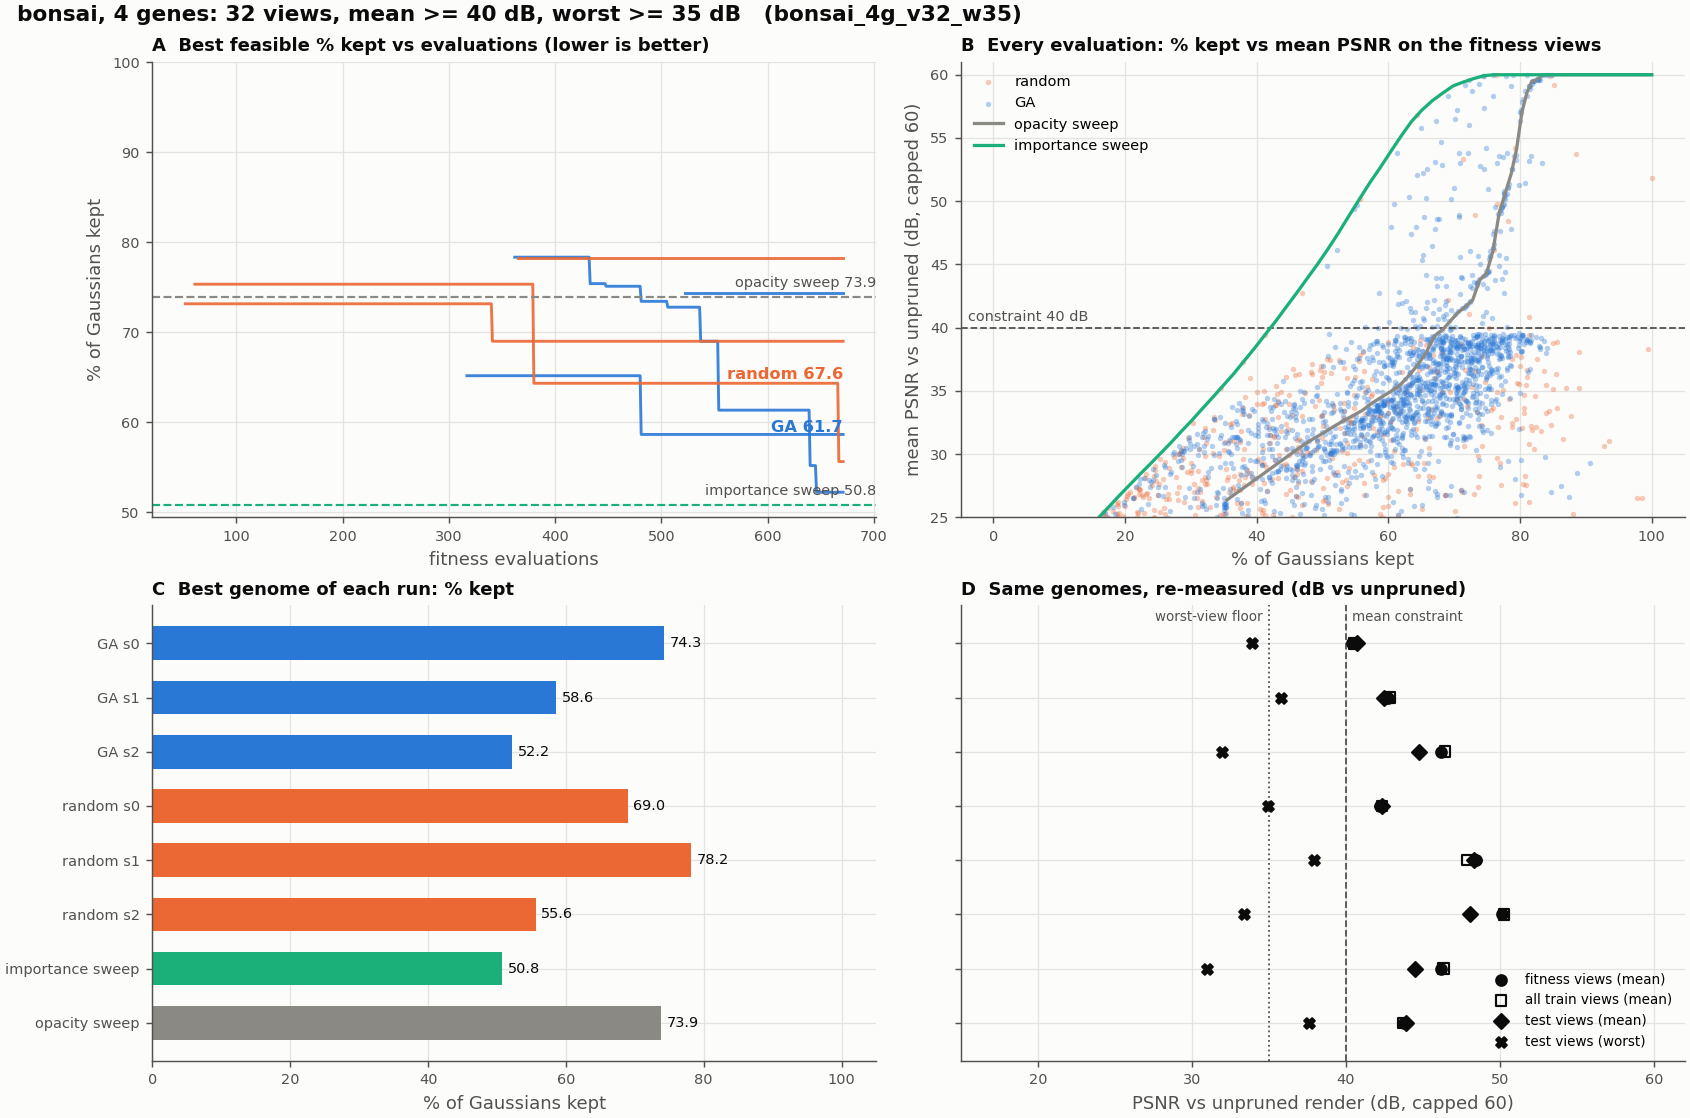 bonsai, 4 genes: 32 views, mean >= 40 dB, worst >= 35 dB   (bonsai_4g_v32_w35)
A  Best feasible % kept vs evaluations (lower is better)
100
90
80
70
60
50
% of Gaussians kept
opacity sweep 73.9
random 67.6
GA 61.7
importance sweep 50.8
100 200 300 400 500 600 700
fitness evaluations
B  Every evaluation: % kept vs mean PSNR on the fitness views
60
55
50
45
40
35
30
25
mean PSNR vs unpruned (dB, capped 60)
random
GA
opacity sweep
importance sweep
constraint 40 dB
0 20 40 60 80 100
% of Gaussians kept
C  Best genome of each run: % kept
GA s0 74.3
GA s1 58.6
GA s2 52.2
random s0 69.0
random s1 78.2
random s2 55.6
importance sweep 50.8
opacity sweep 73.9
0 20 40 60 80 100
% of Gaussians kept
D  Same genomes, re-measured (dB vs unpruned)
worst-view floor
mean constraint
fitness views (mean)
all train views (mean)
test views (mean)
test views (worst)
20 30 40 50 60
PSNR vs unpruned render (dB, capped 60)